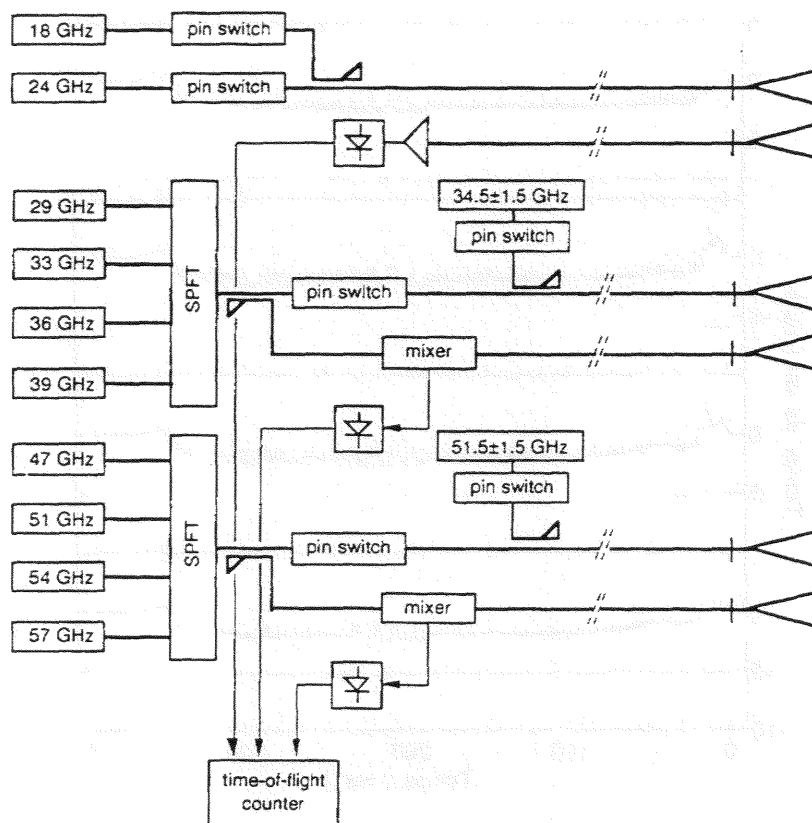 18 GHz
pin switch
24 GHz
pin switch
29 GHz
34.5±1.5 GHz
pin switch
33 GHz
SPFT
pin switch
36 GHz
mixer
39 GHz
47 GHz
51.5±1.5 GHz
pin switch
51 GHz
SPFT
pin switch
54 GHz
mixer
57 GHz
time-of-flight
counter